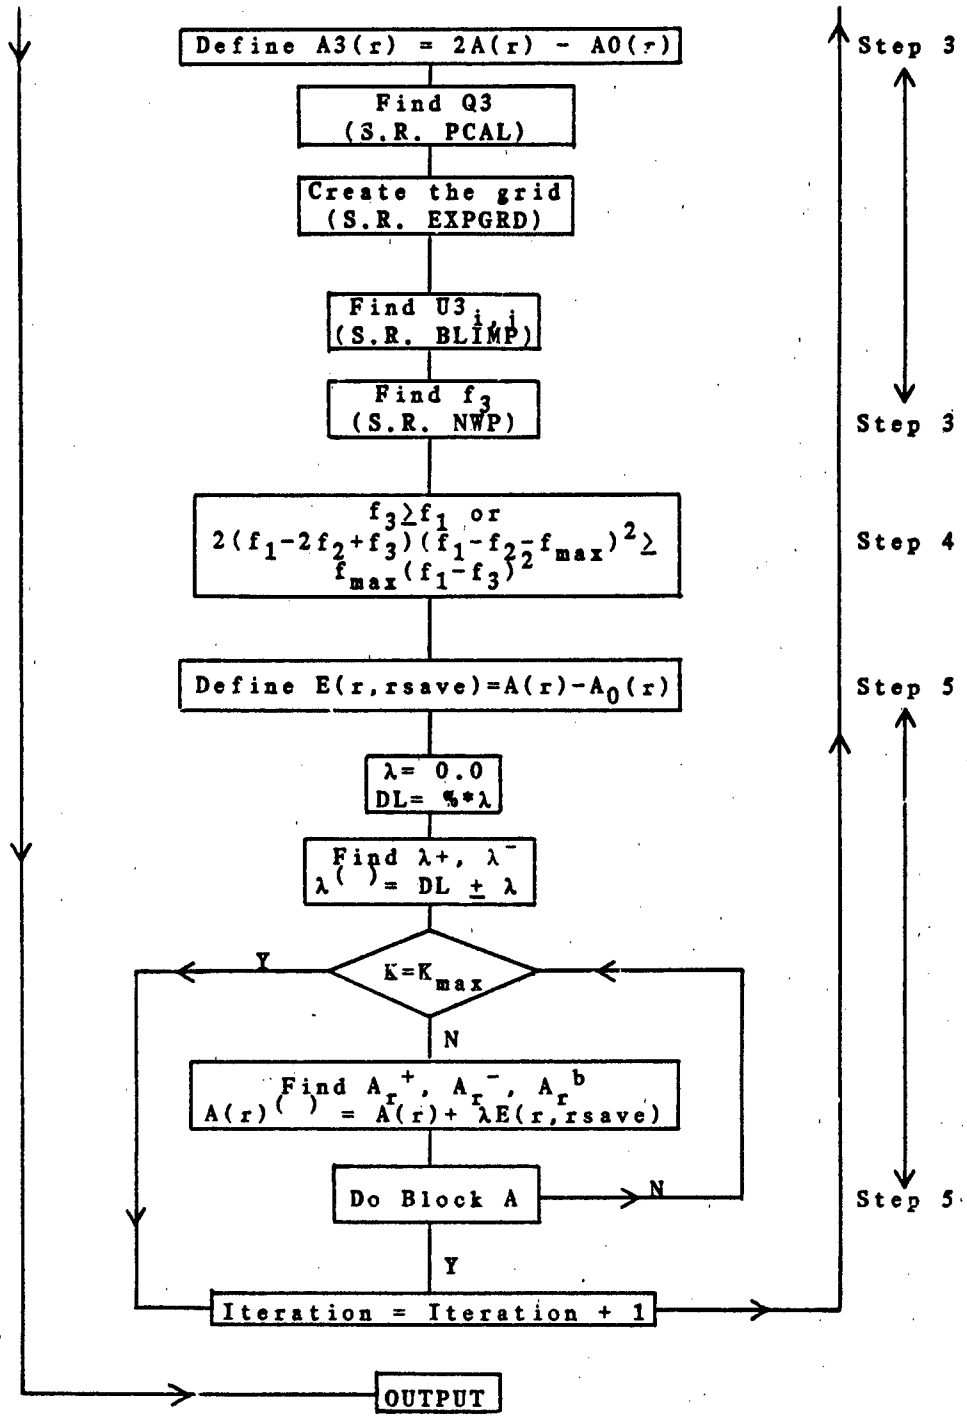 Define A3(r) = 2A(r) - A0(r)
Step 3
Find Q3
(S.R. PCAL)
Create the grid
(S.R. EXPGRD)
Find U3i,j
(S.R. BLIMP)
Find f3
(S.R. NWP)
Step 3
f3≥f1 or
2(f1-2f2+f3)(f1-f2-fmax)²≥
fmax(f1-f3)²
Step 4
Define E(r,rsave)=A(r)-A0(r)
Step 5
λ= 0.0
DL= %*λ
Find λ+, λ⁻
λ( )= DL ± λ
Y
K=Kmax
N
Find Ar⁺, Ar⁻, Arᵇ
A(r)( ) = A(r)+ λE(r,rsave)
Do Block A
N
Step 5
Y
Iteration = Iteration + 1
OUTPUT